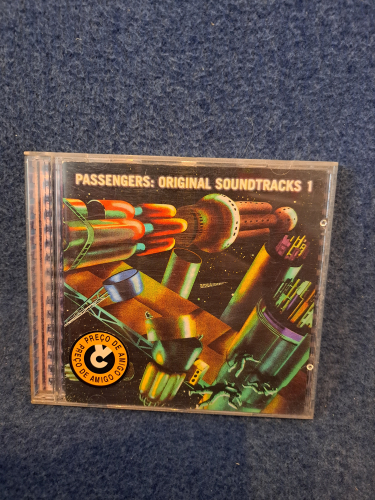 PASSENGERS: ORIGINAL SOUNDTRACKS 1
PREÇO DE AMIGO
PREÇO DE AMIGO